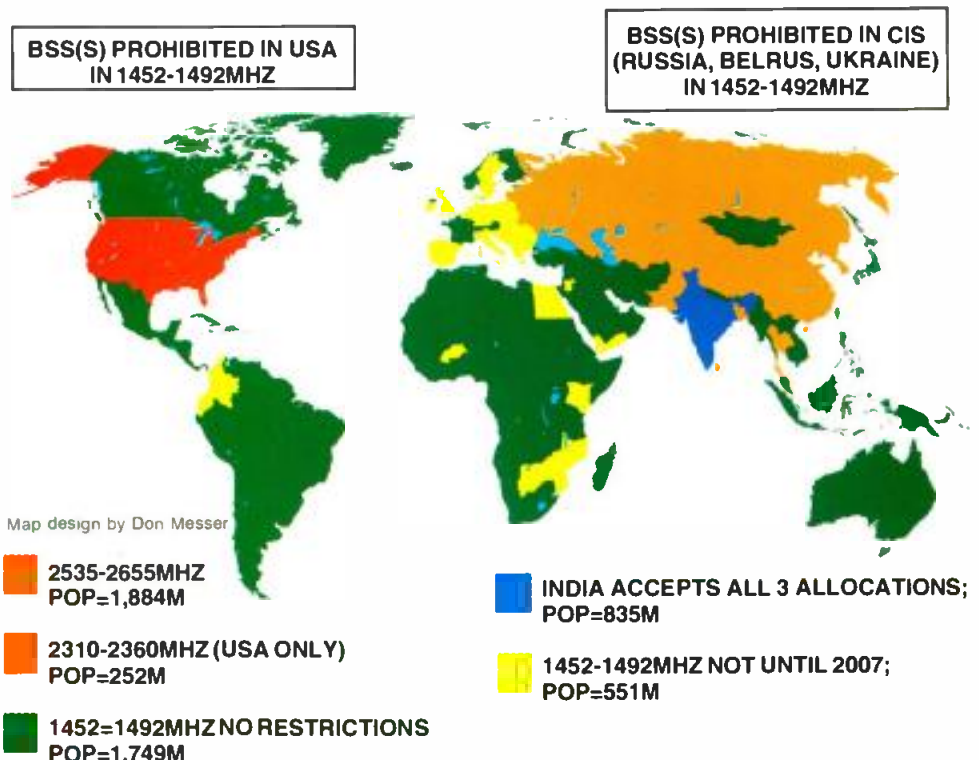 BSS(S) PROHIBITED IN USA
IN 1452-1492MHZ
BSS(S) PROHIBITED IN CIS
(RUSSIA, BELRUS, UKRAINE)
IN 1452-1492MHZ
Map design by Don Messer
2535-2655MHZ
POP=1,884M
2310-2360MHZ (USA ONLY)
POP=252M
1452=1492MHZ NO RESTRICTIONS
POP=1,749M
INDIA ACCEPTS ALL 3 ALLOCATIONS;
POP=835M
1452-1492MHZ NOT UNTIL 2007;
POP=551M